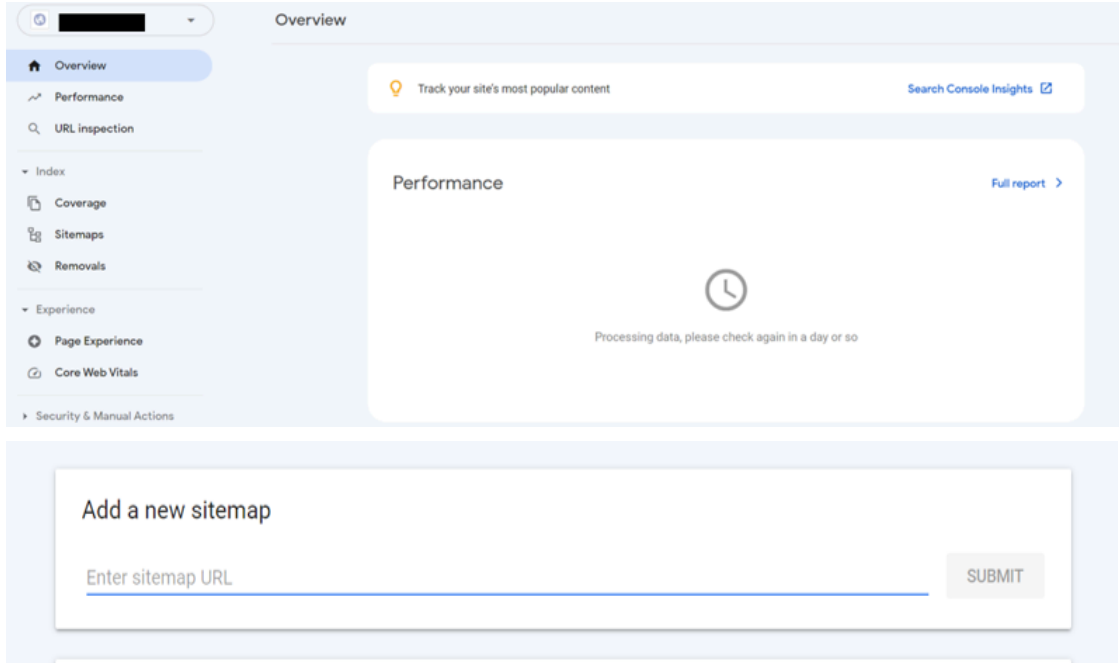 Overview
Overview
Performance
URL inspection
Index
Coverage
Sitemaps
Removals
Experience
Page Experience
Core Web Vitals
Security & Manual Actions
Track your site's most popular content
Search Console Insights
Performance
Full report
Processing data, please check again in a day or so
Add a new sitemap
Enter sitemap URL
SUBMIT